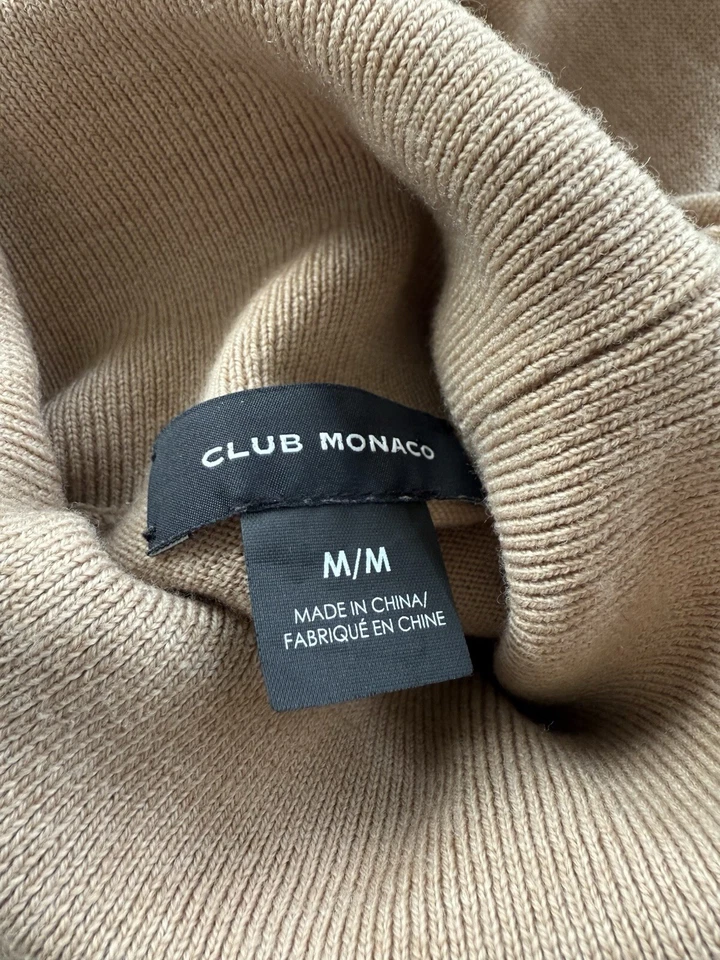 CLUB MONACO
M/M
MADE IN CHINA/
FABRIQUÉ EN CHINE